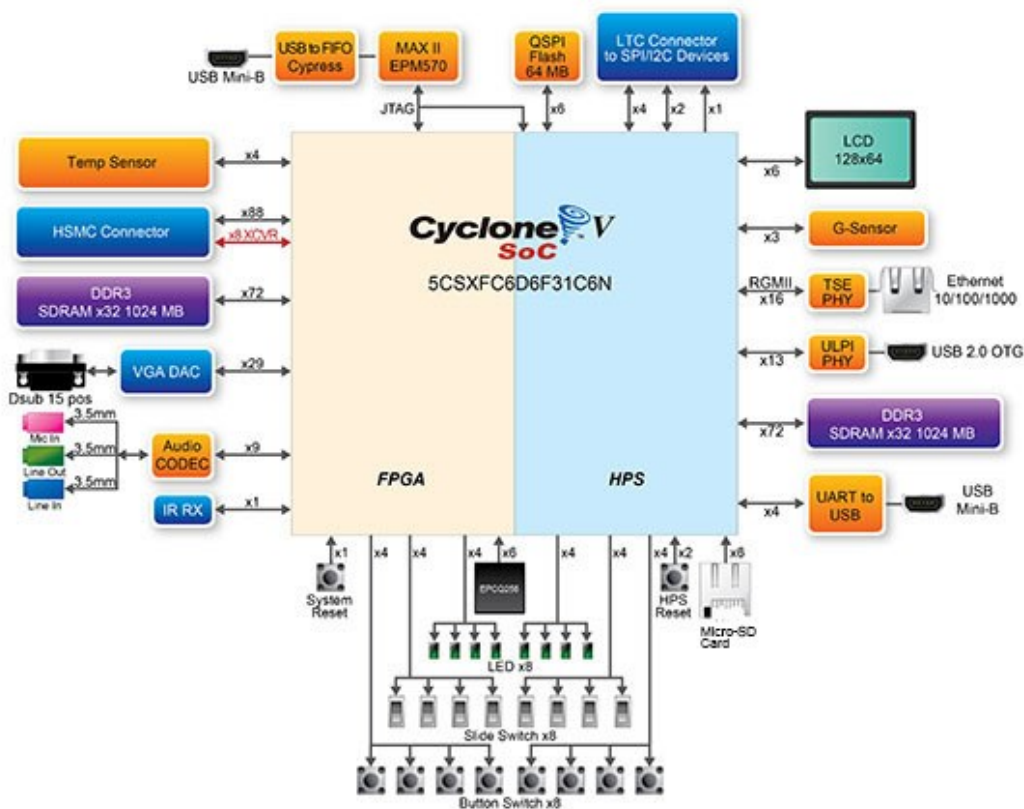 USB Mini-B
USB to FIFO
Cypress
MAX II
EPM570
QSPI
Flash
64 MB
LTC Connector
to SPI/I2C Devices
JTAG
x6
x4
x2
x1
Temp Sensor
x4
HSMC Connector
x88
x8 XCVR
DDR3
SDRAM x32 1024 MB
x72
Dsub 15 pos
VGA DAC
x29
Mic In
3.5mm
Line Out
3.5mm
Line In
3.5mm
Audio
CODEC
x9
IR RX
x1
Cyclone V
SoC
5CSXFC6D6F31C6N
FPGA
HPS
LCD
128x64
x6
G-Sensor
x3
RGMII
x16
TSE
PHY
Ethernet
10/100/1000
x13
ULPI
PHY
USB 2.0 OTG
x72
DDR3
SDRAM x32 1024 MB
x4
UART to
USB
USB
Mini-B
x1
x4
x4
x4
x6
x4
x4
x4
x2
x6
System
Reset
EPCQ256
HPS
Reset
Micro-SD
Card
LED x8
Slide Switch x8
Button Switch x8